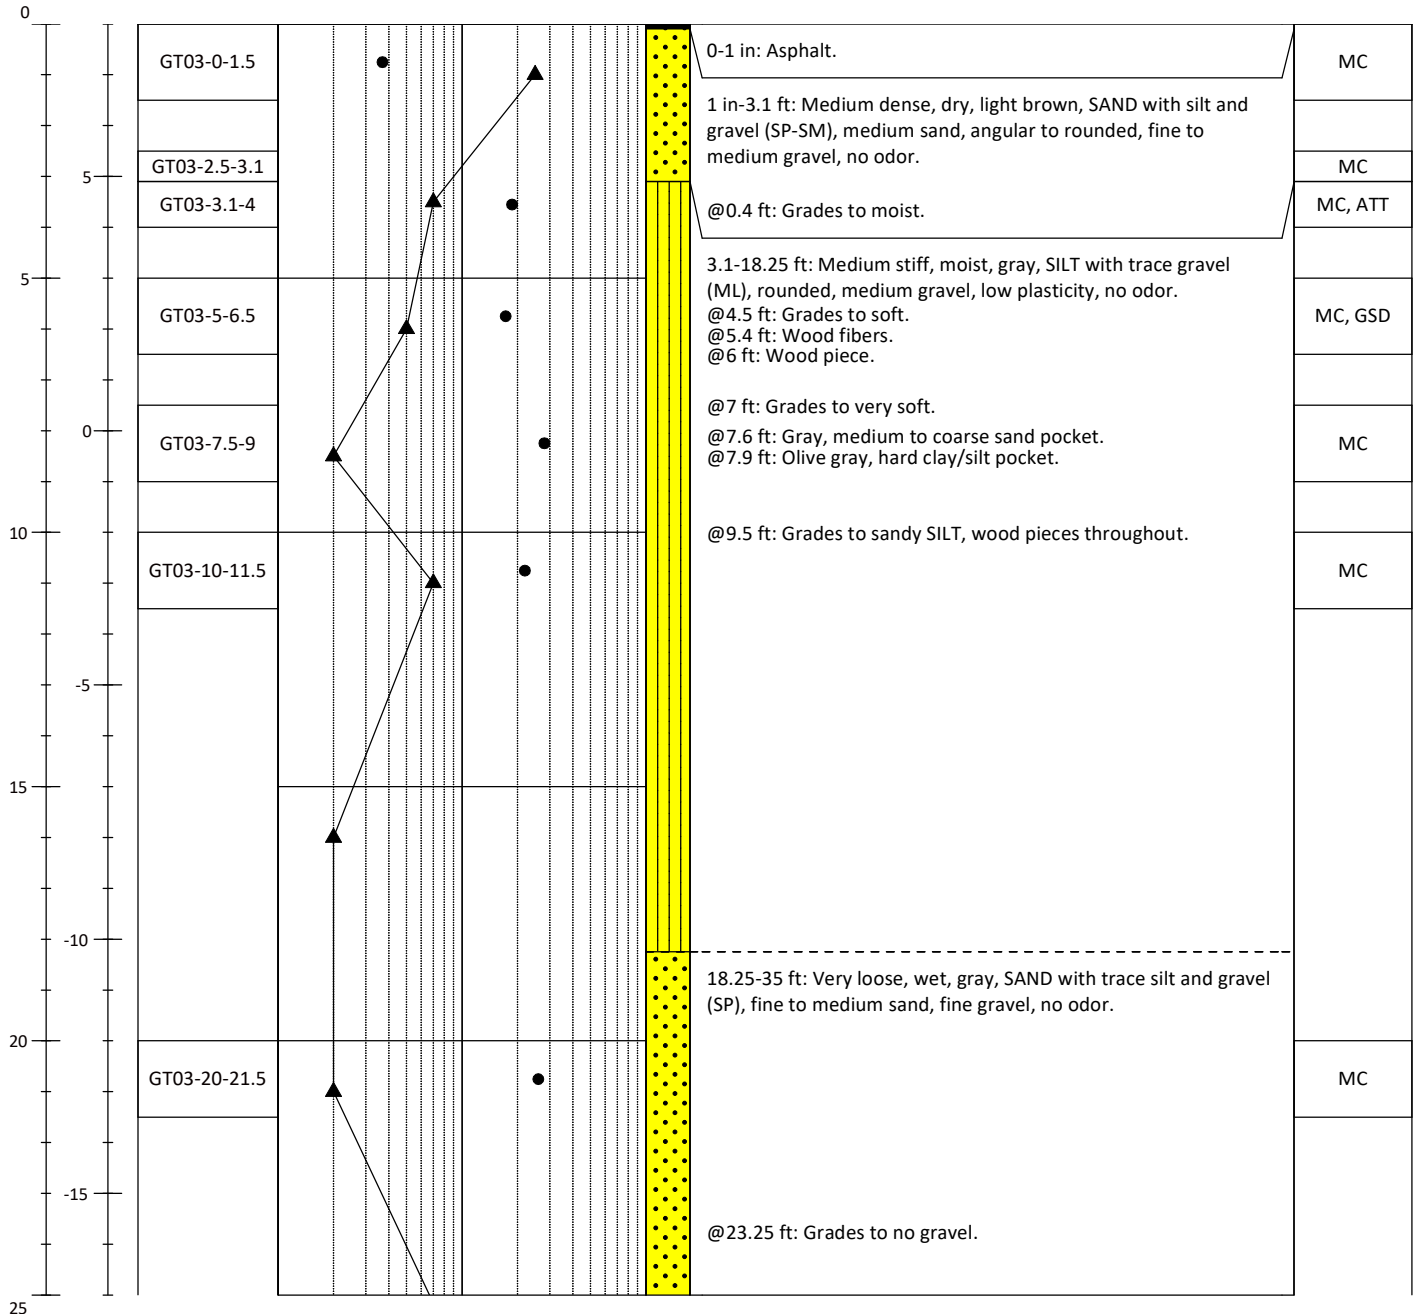 0
GT03-0-1.5
0-1 in: Asphalt.
MC
1 in-3.1 ft: Medium dense, dry, light brown, SAND with silt and
gravel (SP-SM), medium sand, angular to rounded, fine to
medium gravel, no odor.
GT03-2.5-3.1
MC
5
GT03-3.1-4
@0.4 ft: Grades to moist.
MC, ATT
3.1-18.25 ft: Medium stiff, moist, gray, SILT with trace gravel
(ML), rounded, medium gravel, low plasticity, no odor.
5
GT03-5-6.5
@4.5 ft: Grades to soft.
MC, GSD
@5.4 ft: Wood fibers.
@6 ft: Wood piece.
@7 ft: Grades to very soft.
0
GT03-7.5-9
@7.6 ft: Gray, medium to coarse sand pocket.
MC
@7.9 ft: Olive gray, hard clay/silt pocket.
10
@9.5 ft: Grades to sandy SILT, wood pieces throughout.
GT03-10-11.5
MC
-5
15
-10
18.25-35 ft: Very loose, wet, gray, SAND with trace silt and gravel
(SP), fine to medium sand, fine gravel, no odor.
20
GT03-20-21.5
MC
-15
@23.25 ft: Grades to no gravel.
25